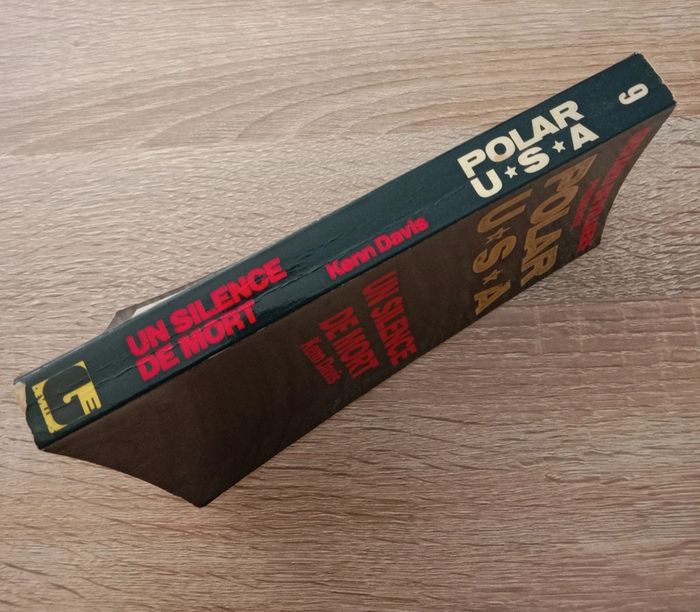 UN SILENCE
DE MORT
Kenn Davis
POLAR
U★S★A
9
UN SILENCE
DE MORT
Kenn Davis
POLAR
U★S★A